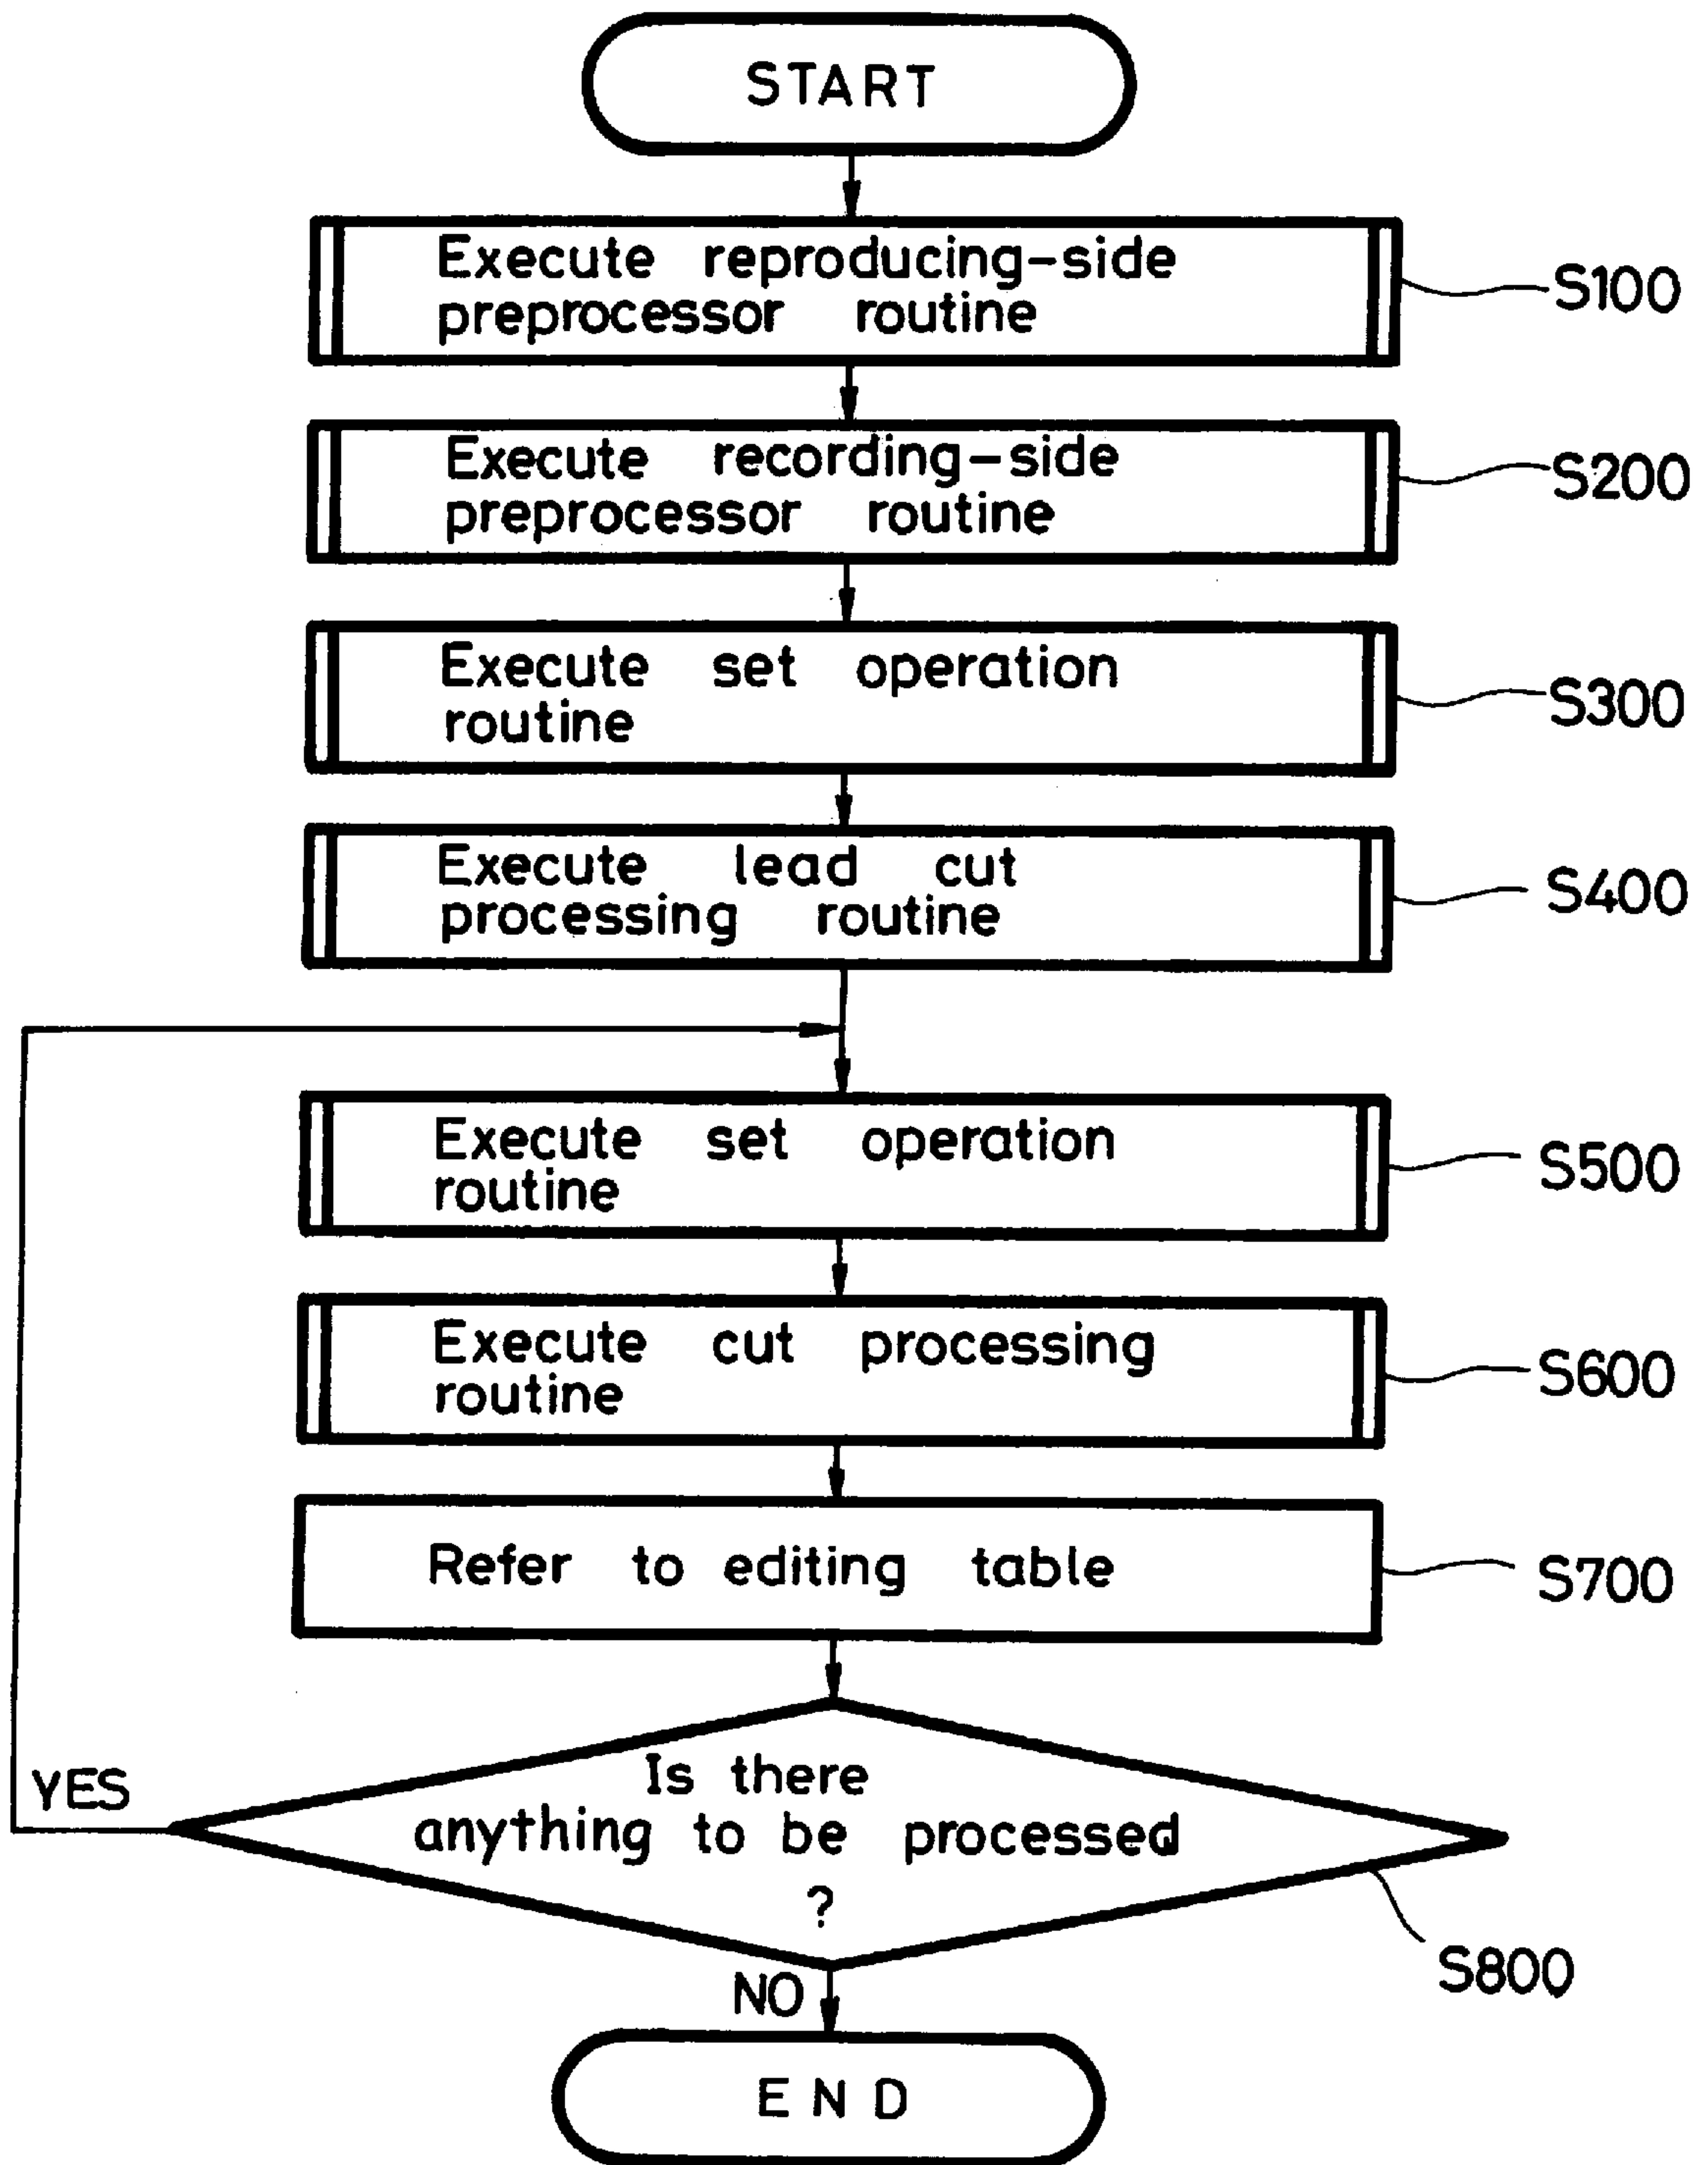 START
Execute reproducing-side
preprocessor routine
S100
Execute recording-side
preprocessor routine
S200
Execute set operation
routine
S300
Execute lead cut
processing routine
S400
Execute set operation
routine
S500
Execute cut processing
routine
S600
Refer to editing table
S700
Is there
anything to be processed
?
YES
S800
NO
END